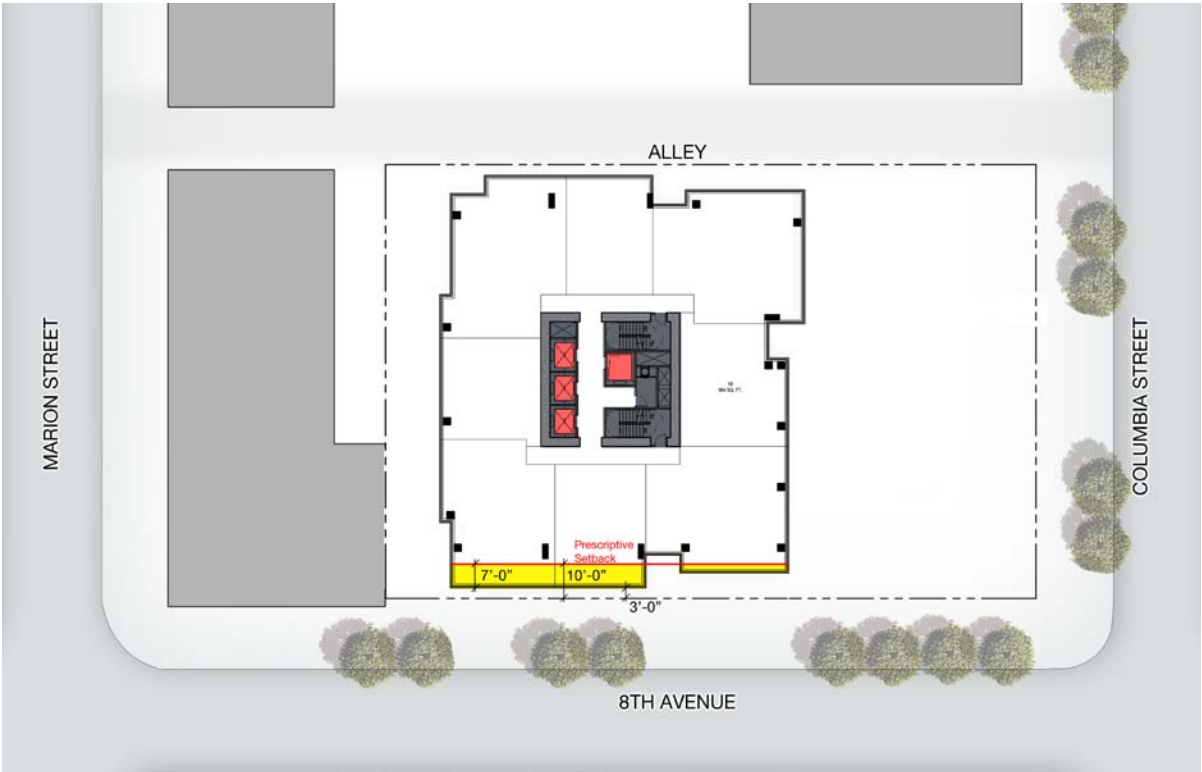 ALLEY
MARION STREET
COLUMBIA STREET
Prescriptive
Setback
7'-0"
10'-0"
3'-0"
8TH AVENUE